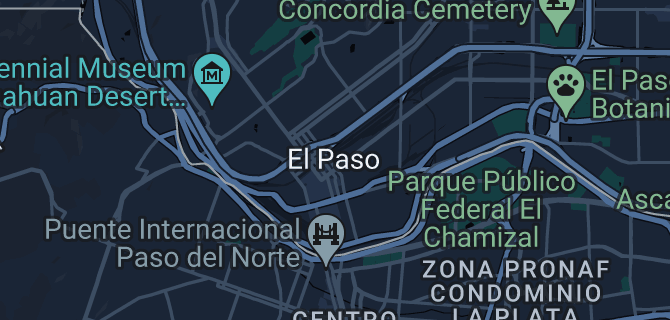 Concordia Cemetery
ennial Museum
ahuan Desert...
El Pas
Botani
El Paso
Parque Público
Federal El
Chamizal
Asca
Puente Internacional
Paso del Norte
ZONA PRONAF
CONDOMINIO
LA PLATA
CENTRO